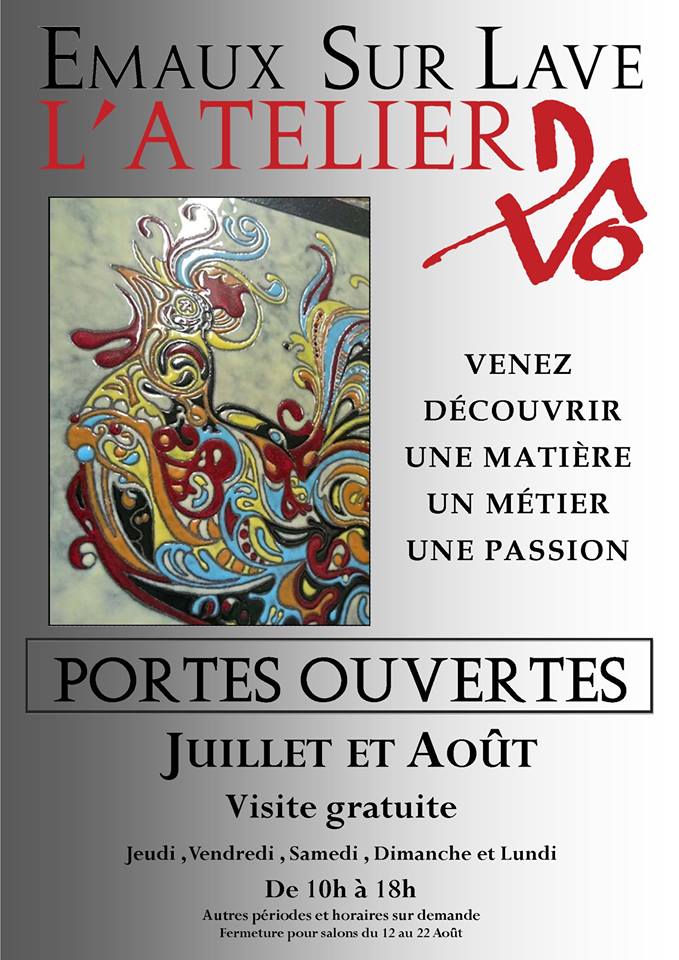 EMAUX SUR LAVE
L'ATELIER DVÔ
VENEZ
DÉCOUVRIR
UNE MATIÈRE
UN MÉTIER
UNE PASSION
PORTES OUVERTES
JUILLET ET AOÛT
Visite gratuite
Jeudi , Vendredi , Samedi , Dimanche et Lundi
De 10h à 18h
Autres périodes et horaires sur demande
Fermeture pour salons du 12 au 22 Août